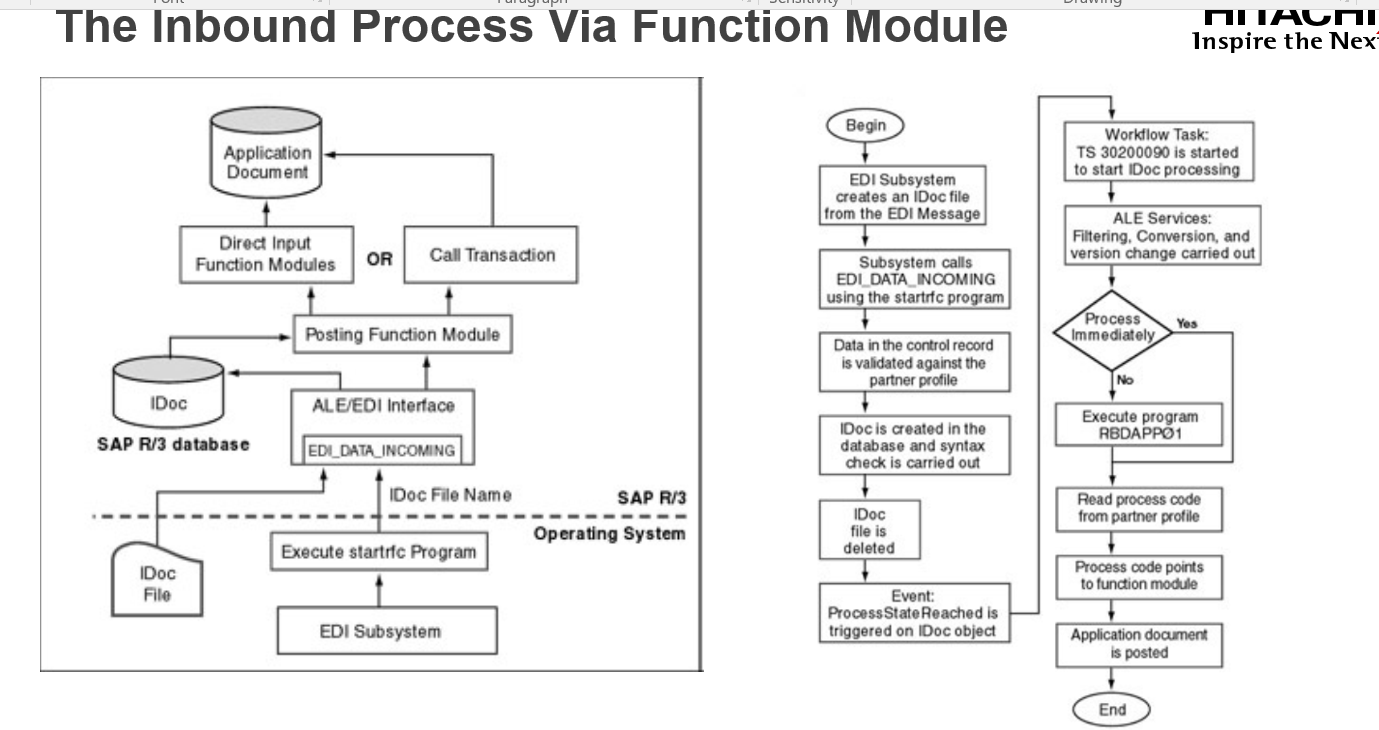 Font
Paragraph
Sensitivity
Drawing
The Inbound Process Via Function Module
HITACHI
Inspire the Nex
Application
Document
Direct Input
Function Modules
OR
Call Transaction
Posting Function Module
IDoc
SAP R/3 database
ALE/EDI Interface
EDI_DATA_INCOMING
IDoc File Name
SAP R/3
Operating System
Execute startrfc Program
IDoc
File
EDI Subsystem
Begin
EDI Subsystem
creates an IDoc file
from the EDI Message
Subsystem calls
EDI_DATA_INCOMING
using the startrfc program
Data in the control record
is validated against the
partner profile
IDoc is created in the
database and syntax
check is carried out
IDoc
file is
deleted
Event:
ProcessStateReached is
triggered on IDoc object
Workflow Task:
TS 30200090 is started
to start IDoc processing
ALE Services:
Filtering, Conversion, and
version change carried out
Process
Immediately
Yes
No
Execute program
RBDAPPØ1
Read process code
from partner profile
Process code points
to function module
Application document
is posted
End